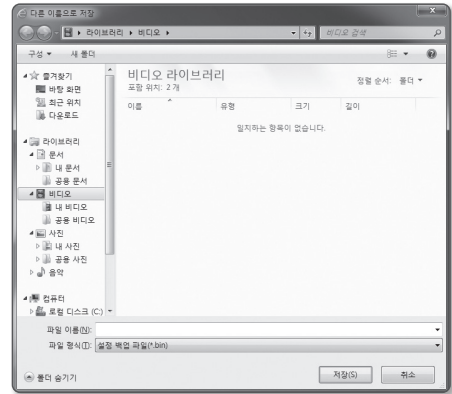 다른 이름으로 저장
라이브러리 ▸ 비디오 ▸
비디오 검색
구성 ▾ 새 폴더
즐겨찾기
바탕 화면
최근 위치
다운로드
라이브러리
문서
내 문서
공용 문서
비디오
내 비디오
공용 비디오
사진
내 사진
공용 사진
음악
컴퓨터
로컬 디스크 (C:)
비디오 라이브러리
포함 위치: 2 개
정렬 순서: 폴더 ▾
이름 유형 크기 길이
일치하는 항목이 없습니다.
파일 이름(N):
파일 형식(T): 설정 백업 파일(*.bin)
폴더 숨기기
저장(S) 취소